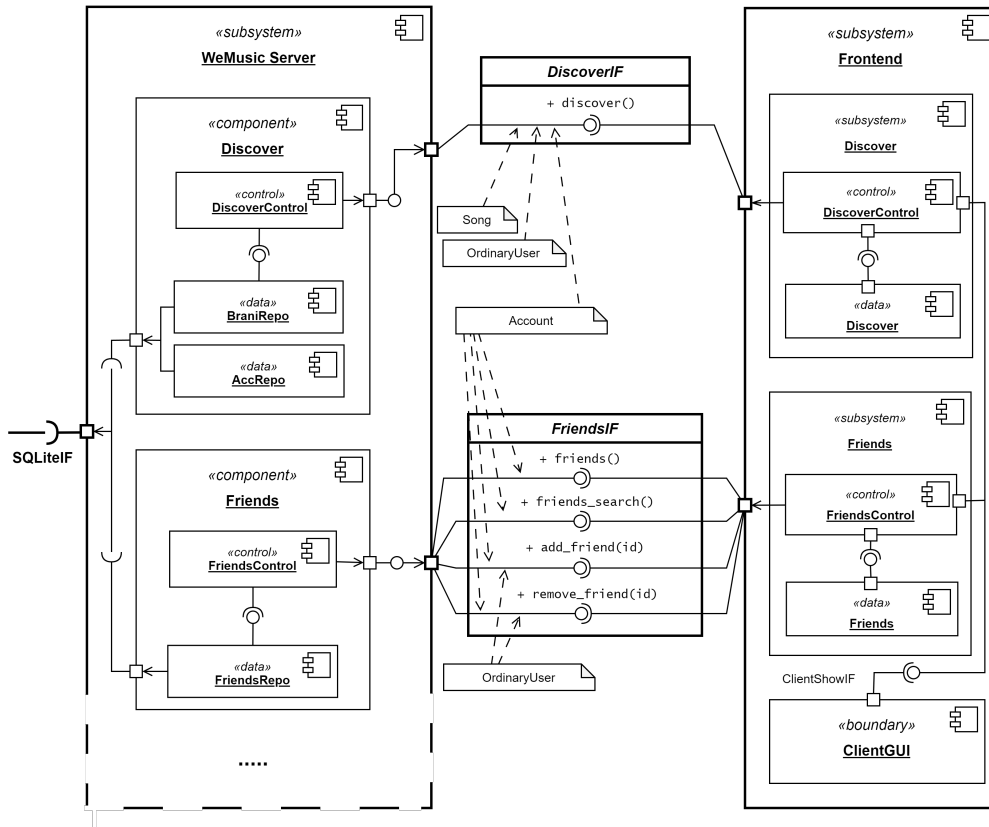 «subsystem»
WeMusic Server
«component»
Discover
«control»
DiscoverControl
«data»
BraniRepo
«data»
AccRepo
SQLiteIF
«component»
Friends
«control»
FriendsControl
«data»
FriendsRepo
.....
DiscoverIF
+ discover()
Song
OrdinaryUser
Account
FriendsIF
+ friends()
+ friends_search()
+ add_friend(id)
+ remove_friend(id)
OrdinaryUser
«subsystem»
Frontend
«subsystem»
Discover
«control»
DiscoverControl
«data»
Discover
«subsystem»
Friends
«control»
FriendsControl
«data»
Friends
ClientShowIF
«boundary»
ClientGUI